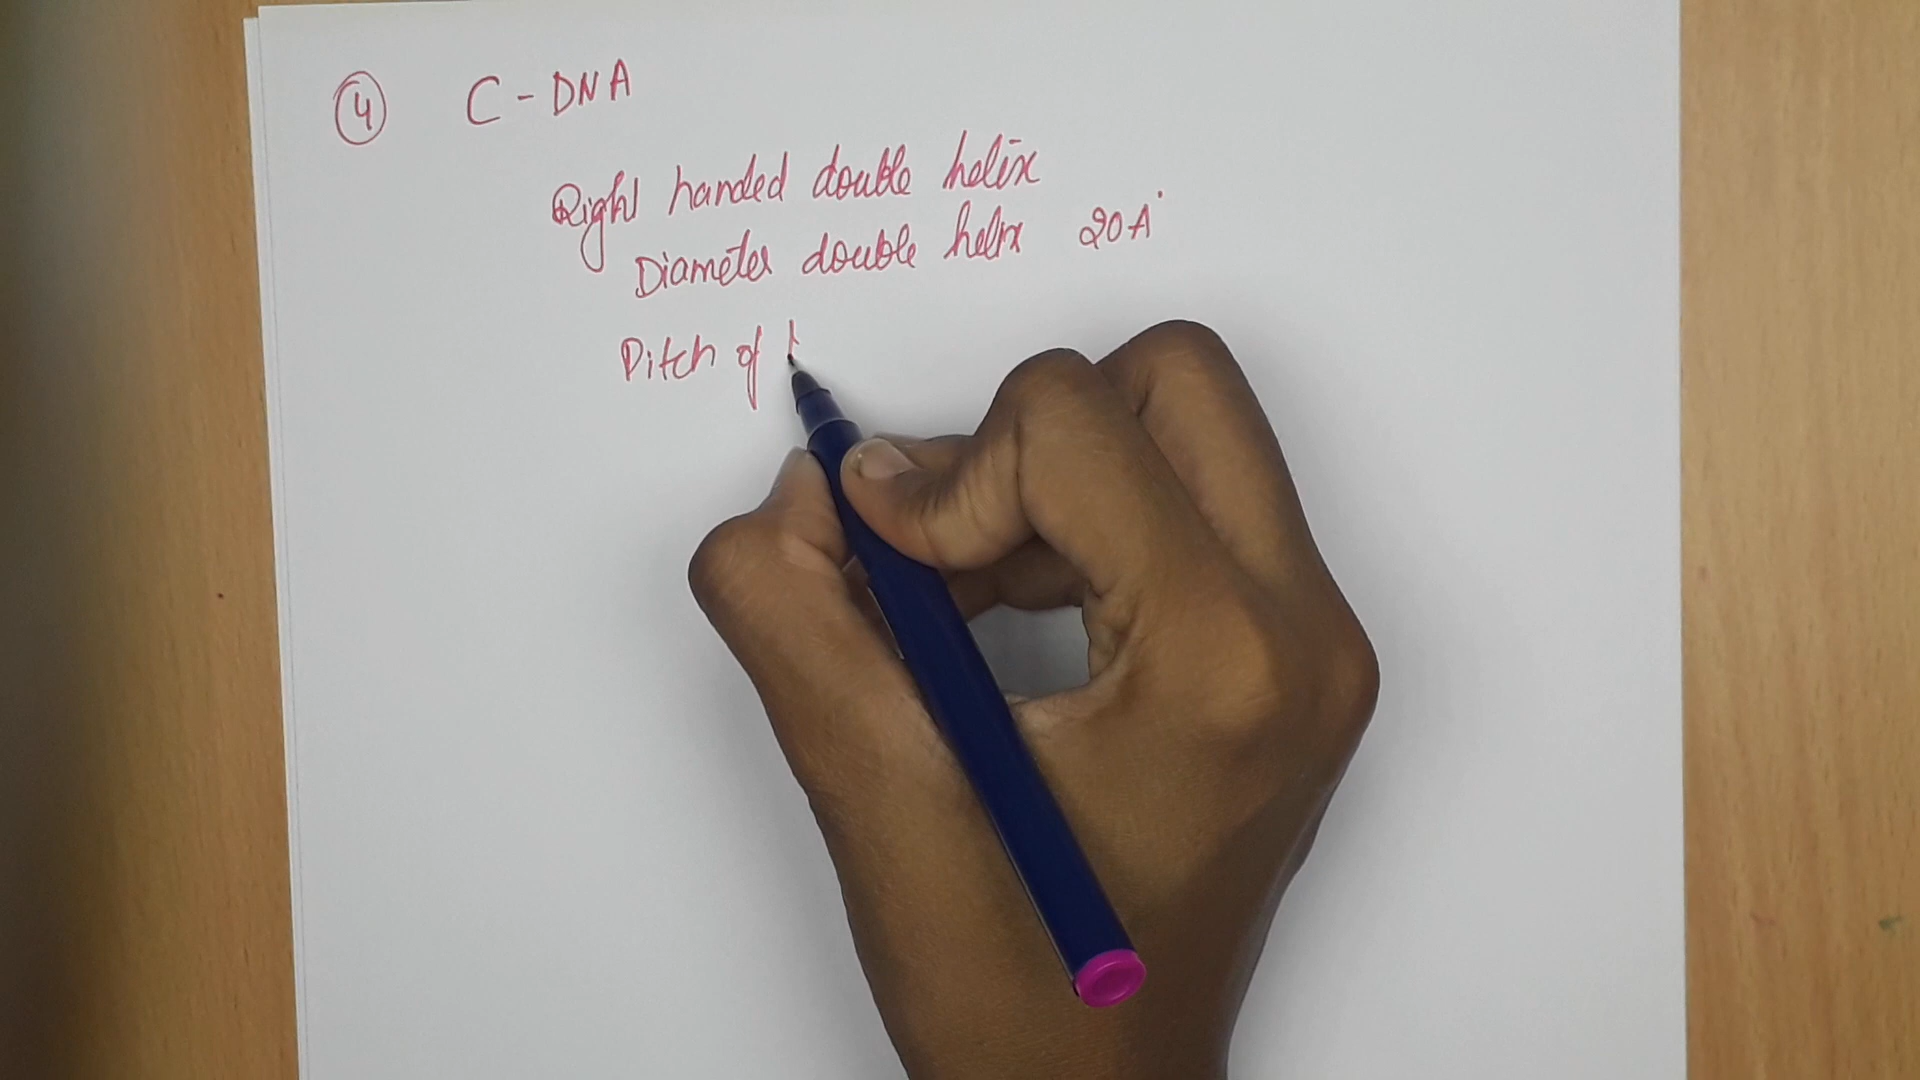 ④ C - DNA
Right handed double helix
Diameter double helix 20A°
Pitch of h